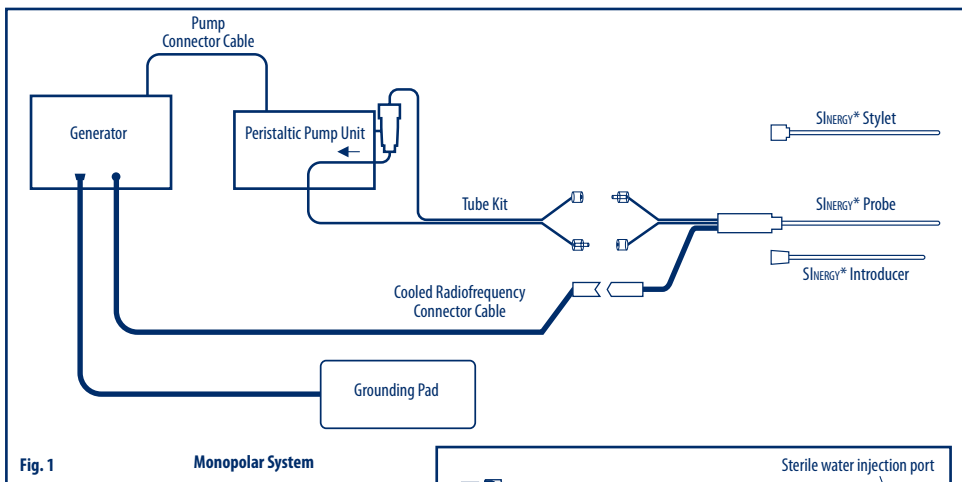 Pump
Connector Cable
Generator
Peristaltic Pump Unit
SINERGY* Stylet
Tube Kit
SINERGY* Probe
SINERGY* Introducer
Cooled Radiofrequency
Connector Cable
Grounding Pad
Fig. 1
Monopolar System
Sterile water injection port